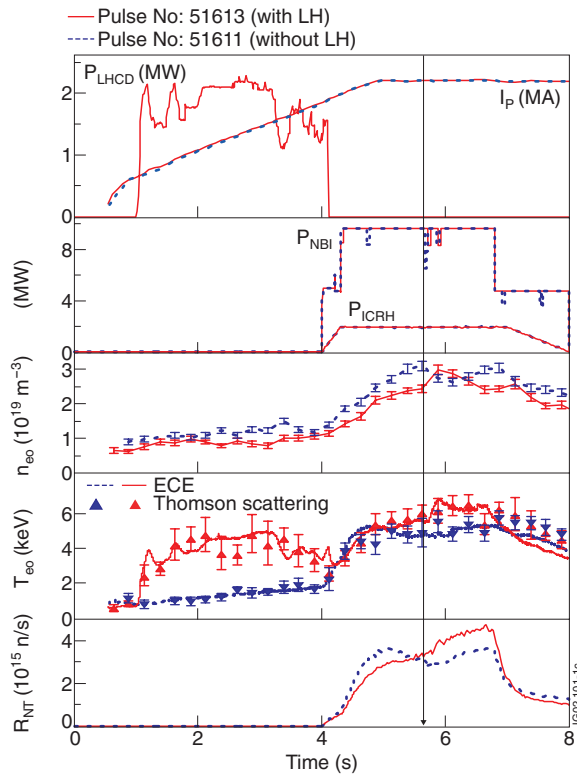 Pulse No: 51613 (with LH)
Pulse No: 51611 (without LH)
P_LHCD (MW)
I_P (MA)
2
1
0
P_NBI
P_ICRH
(MW)
8
4
0
n_eo (10^19 m^-3)
3
2
1
0
ECE
Thomson scattering
T_eo (keV)
6
4
2
0
R_NT (10^15 n/s)
4
2
0
0
2
4
6
8
Time (s)